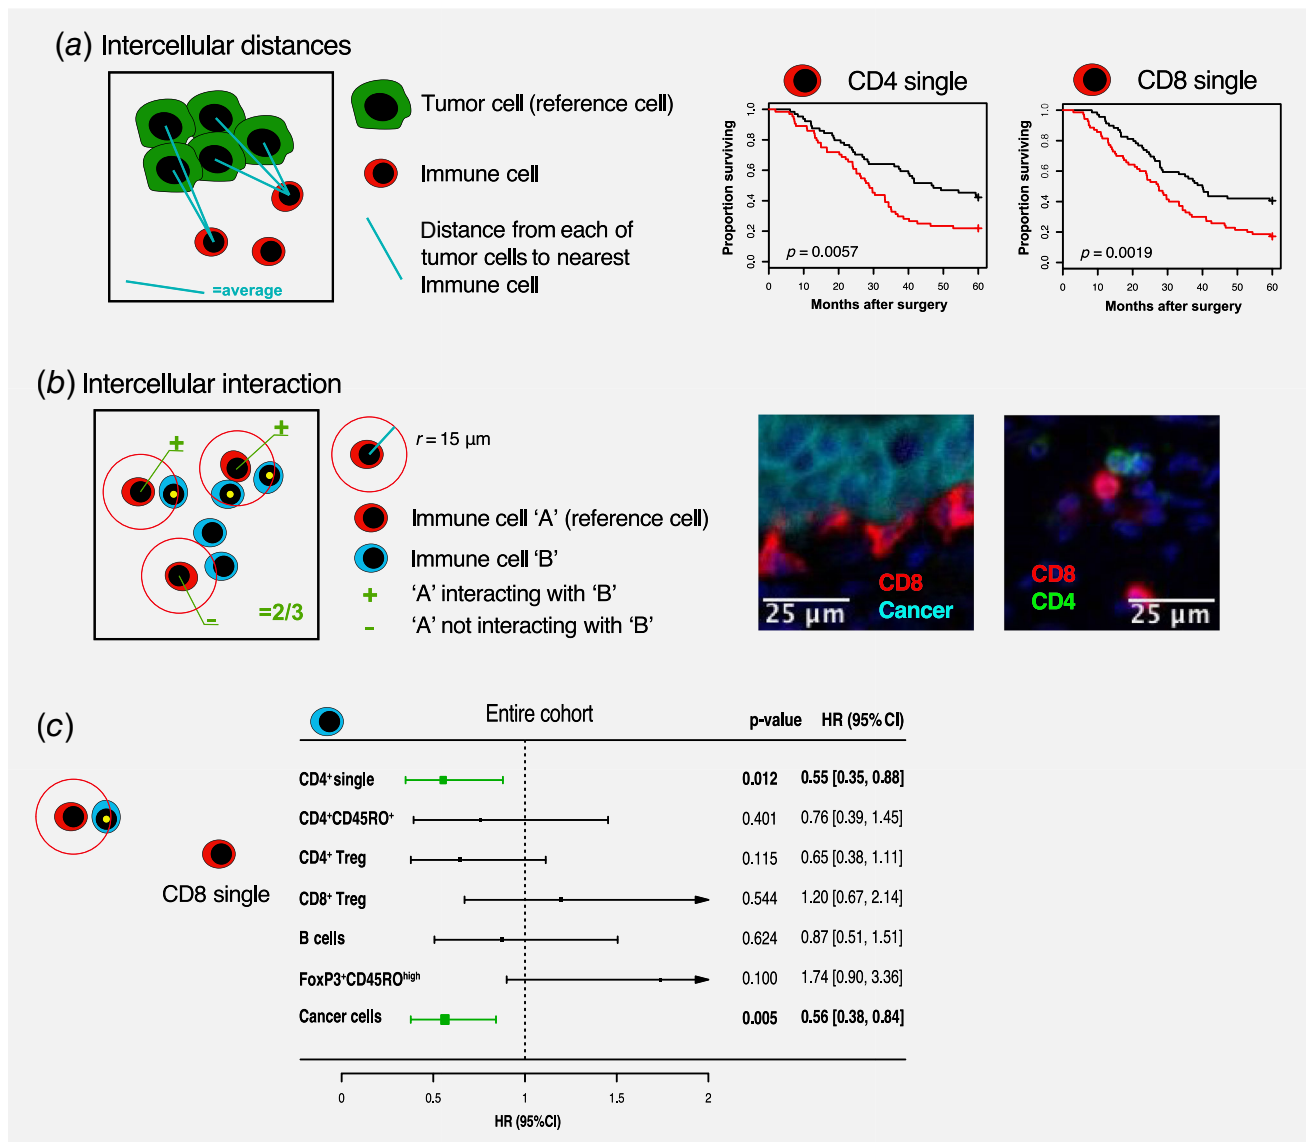 (a) Intercellular distances
=average
Tumor cell (reference cell)
Immune cell
Distance from each of
tumor cells to nearest
Immune cell
CD4 single
Proportion surviving
1.0
0.8
0.6
0.4
0.2
0.0
p = 0.0057
0 10 20 30 40 50 60
Months after surgery
CD8 single
Proportion surviving
1.0
0.8
0.6
0.4
0.2
0.0
p = 0.0019
0 10 20 30 40 50 60
Months after surgery
(b) Intercellular interaction
+
+
-
=2/3
r = 15 µm
Immune cell ‘A’ (reference cell)
Immune cell ‘B’
+ ‘A’ interacting with ‘B’
- ‘A’ not interacting with ‘B’
CD8
Cancer
25 µm
CD8
CD4
25 µm
(c)
CD8 single
Entire cohort p-value HR (95%CI)
CD4⁺single 0.012 0.55 [0.35, 0.88]
CD4⁺CD45RO⁺ 0.401 0.76 [0.39, 1.45]
CD4⁺ Treg 0.115 0.65 [0.38, 1.11]
CD8⁺ Treg 0.544 1.20 [0.67, 2.14]
B cells 0.624 0.87 [0.51, 1.51]
FoxP3⁺CD45ROʰⁱᵍʰ 0.100 1.74 [0.90, 3.36]
Cancer cells 0.005 0.56 [0.38, 0.84]
0 0.5 1 1.5 2
HR (95%CI)